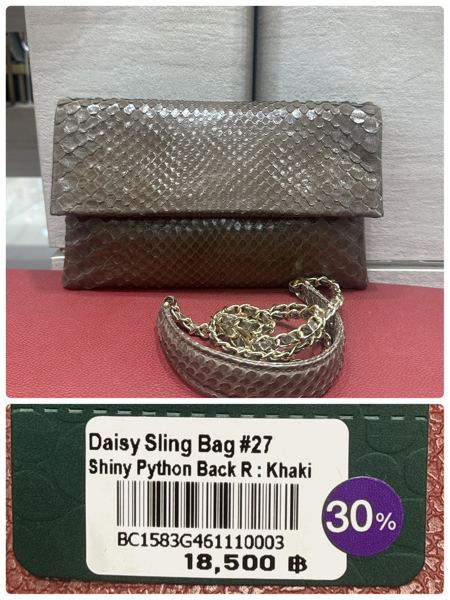 Daisy Sling Bag #27
Shiny Python Back R : Khaki
BC1583G461110003
18,500 ฿
30%